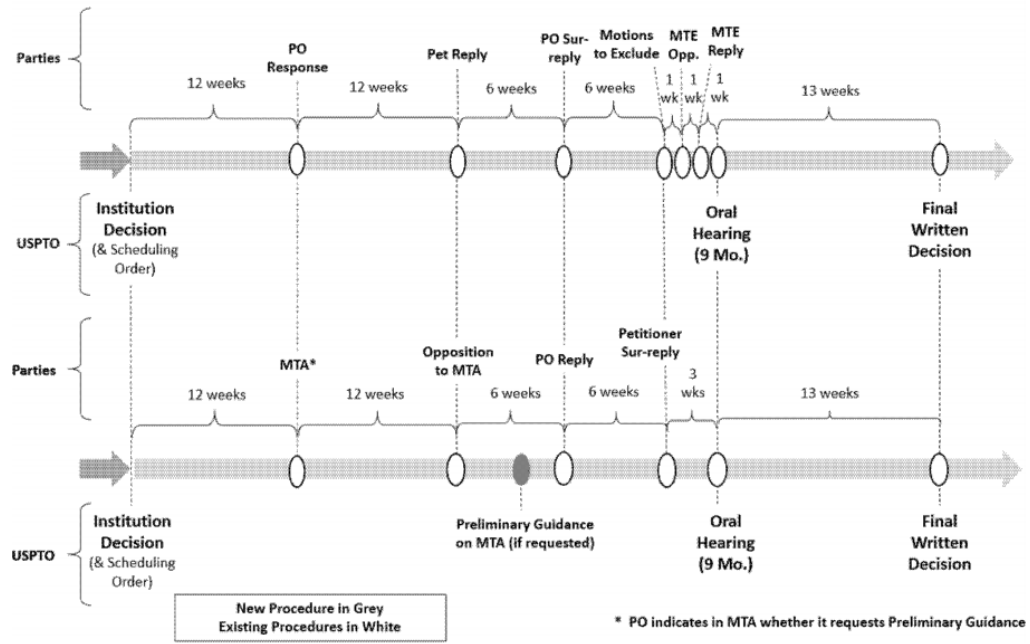 Parties
PO
Response
Pet Reply
PO Sur-
reply
Motions
to Exclude
MTE
Opp.
MTE
Reply
12 weeks
12 weeks
6 weeks
6 weeks
1
wk
1
wk
1
wk
13 weeks
USPTO
Institution
Decision
(& Scheduling
Order)
Oral
Hearing
(9 Mo.)
Final
Written
Decision
Parties
MTA*
Opposition
to MTA
PO Reply
Petitioner
Sur-reply
12 weeks
12 weeks
6 weeks
6 weeks
3
wks
13 weeks
USPTO
Institution
Decision
(& Scheduling
Order)
Preliminary Guidance
on MTA (if requested)
Oral
Hearing
(9 Mo.)
Final
Written
Decision
New Procedure in Grey
Existing Procedures in White
* PO indicates in MTA whether it requests Preliminary Guidance